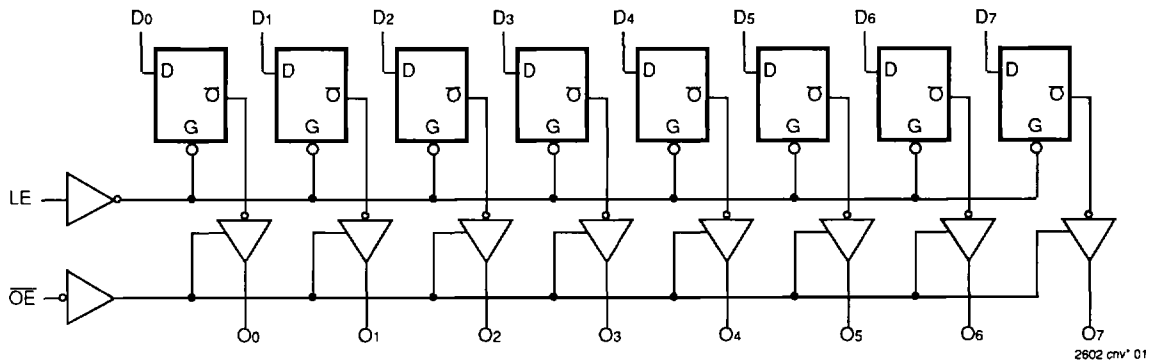 D0 D1 D2 D3 D4 D5 D6 D7
D D D D D D D D
Q̅ Q̅ Q̅ Q̅ Q̅ Q̅ Q̅ Q̅
G G G G G G G G
LE
O̅E̅
O0 O1 O2 O3 O4 O5 O6 O7
2602 cnv* 01